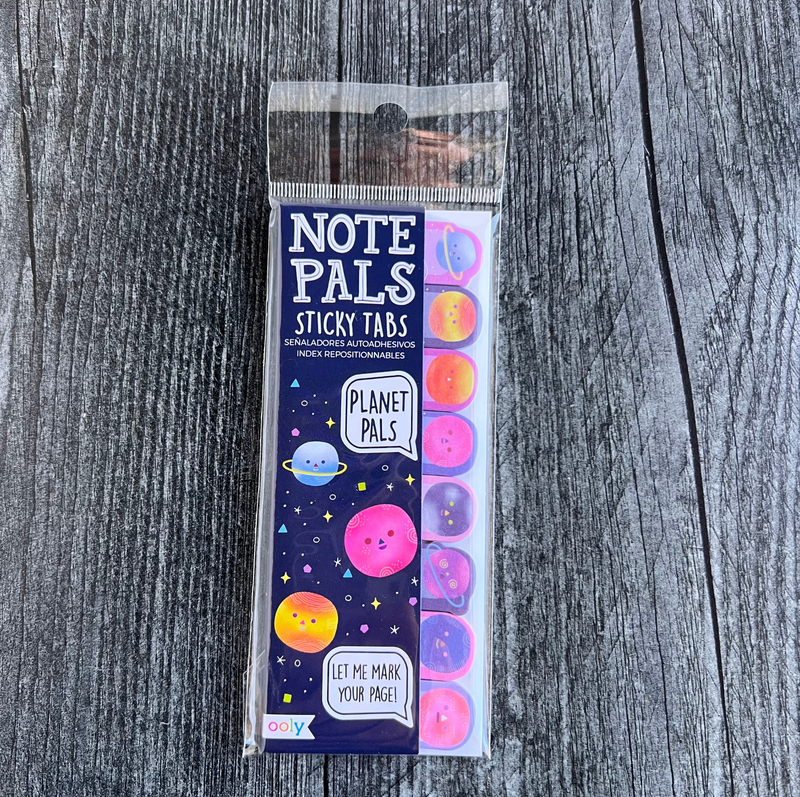 NOTE
PALS
STICKY TABS
SEÑALADORES AUTOADHESIVOS
INDEX REPOSITIONNABLES
PLANET
PALS
LET ME MARK
YOUR PAGE!
ooly